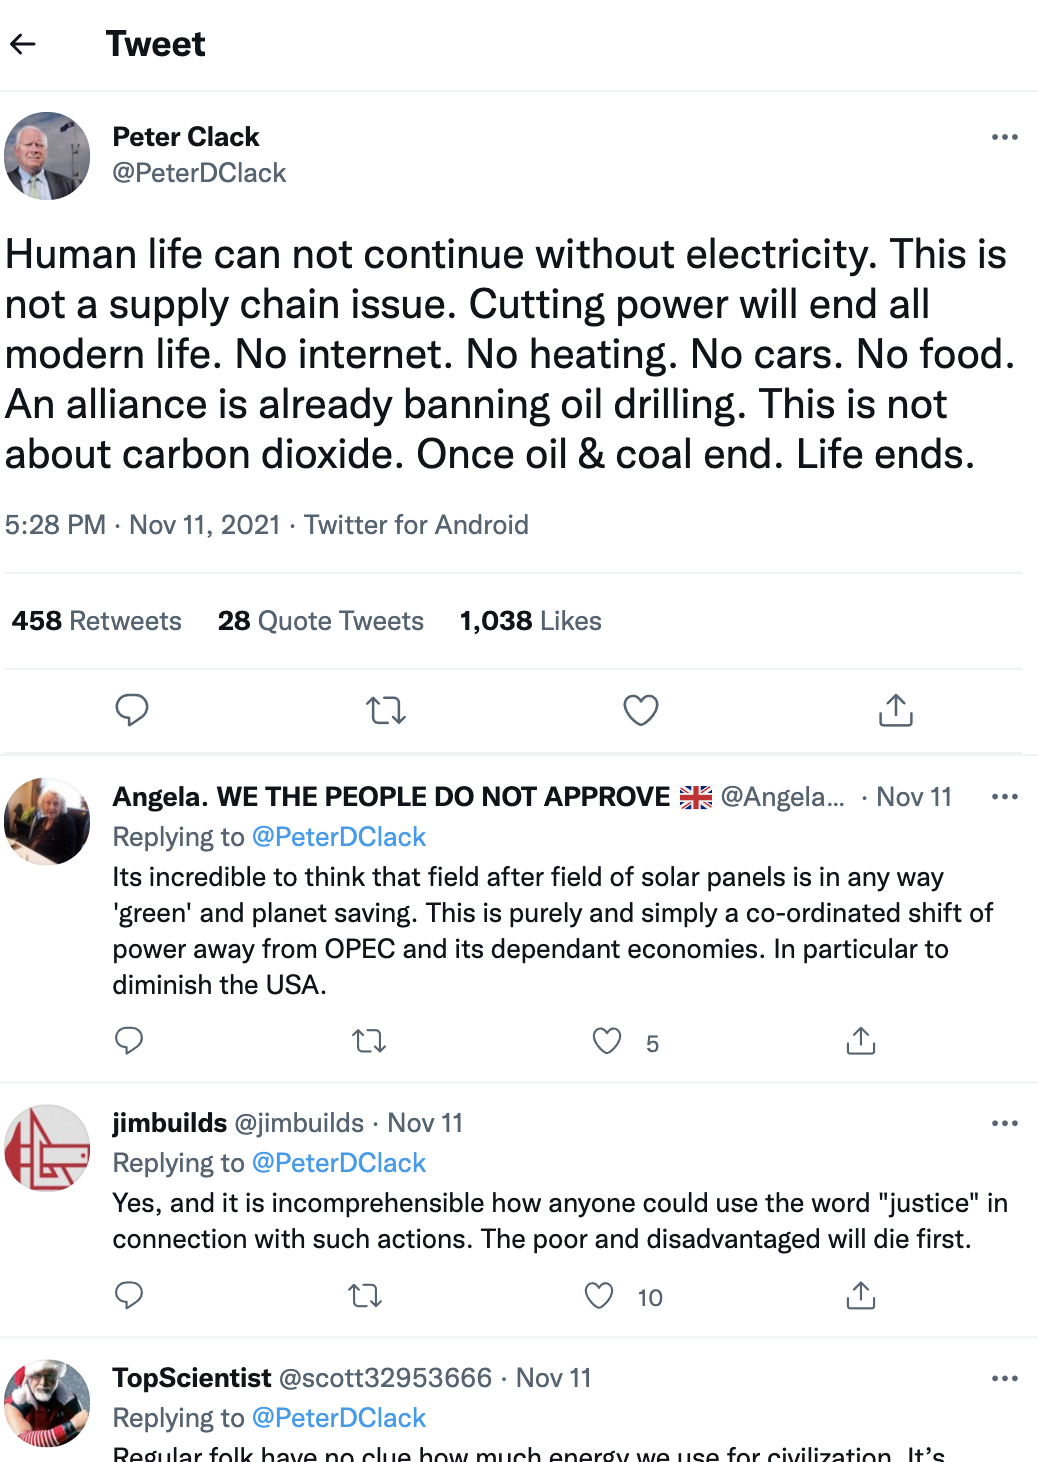 Tweet
Peter Clack
@PeterDClack
Human life can not continue without electricity. This is
not a supply chain issue. Cutting power will end all
modern life. No internet. No heating. No cars. No food.
An alliance is already banning oil drilling. This is not
about carbon dioxide. Once oil & coal end. Life ends.
5:28 PM · Nov 11, 2021 · Twitter for Android
458 Retweets 28 Quote Tweets 1,038 Likes
Angela. WE THE PEOPLE DO NOT APPROVE 🇬🇧 @Angela... · Nov 11
Replying to @PeterDClack
Its incredible to think that field after field of solar panels is in any way
'green' and planet saving. This is purely and simply a co-ordinated shift of
power away from OPEC and its dependant economies. In particular to
diminish the USA.
5
jimbuilds @jimbuilds · Nov 11
Replying to @PeterDClack
Yes, and it is incomprehensible how anyone could use the word "justice" in
connection with such actions. The poor and disadvantaged will die first.
10
TopScientist @scott32953666 · Nov 11
Replying to @PeterDClack
Regular folk have no clue how much energy we use for civilization. It's